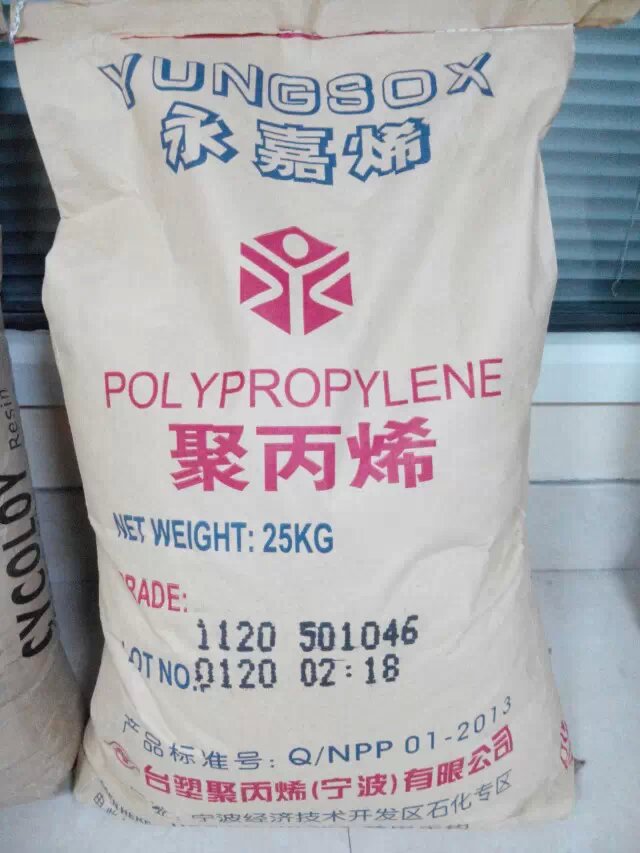 YUNGSOX
永嘉烯
POLYPROPYLENE
聚丙烯
NET WEIGHT: 25KG
RADE:
1120 501046
LOT NO.: 0120 02:18
产品标准号: Q/NPP 01-2013
台塑聚丙烯(宁波)有限公司
宁波经济技术开发区石化专区
CYCOLOY Resin